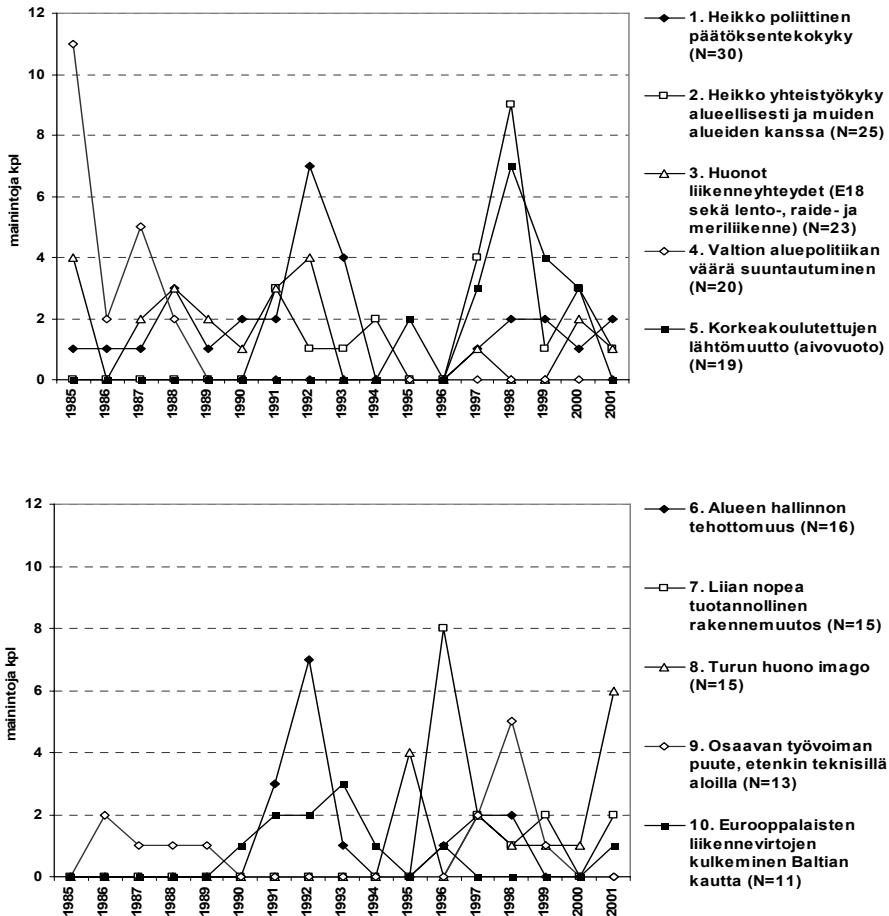 12
10
8
6
4
2
0
mainintoja kpl
1985
1986
1987
1988
1989
1990
1991
1992
1993
1994
1995
1996
1997
1998
1999
2000
2001
1. Heikko poliittinen
päätöksentekokyky
(N=30)
2. Heikko yhteistyökyky
alueellisesti ja muiden
alueiden kanssa (N=25)
3. Huonot
liikenneyhteydet (E18
sekä lento-, raide- ja
meriliikenne) (N=23)
4. Valtion aluepolitiikan
väärä suuntautuminen
(N=20)
5. Korkeakoulutettujen
lähtömuutto (aivovuoto)
(N=19)
12
10
8
6
4
2
0
mainintoja kpl
1985
1986
1987
1988
1989
1990
1991
1992
1993
1994
1995
1996
1997
1998
1999
2000
2001
6. Alueen hallinnon
tehottomuus (N=16)
7. Liian nopea
tuotannollinen
rakennemuutos (N=15)
8. Turun huono imago
(N=15)
9. Osaavan työvoiman
puute, etenkin teknisillä
aloilla (N=13)
10. Eurooppalaisten
liikennevirtojen
kulkeminen Baltian
kautta (N=11)